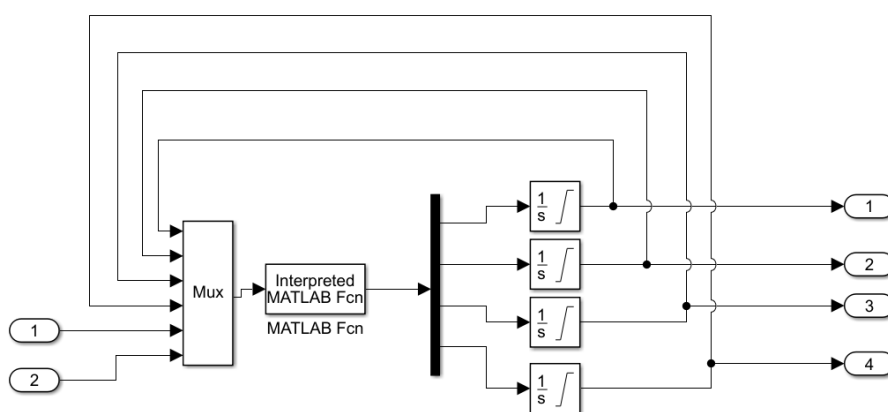 1
s
1
1
s
2
Interpreted
MATLAB Fcn
Mux
1
s
3
MATLAB Fcn
1
2
1
s
4